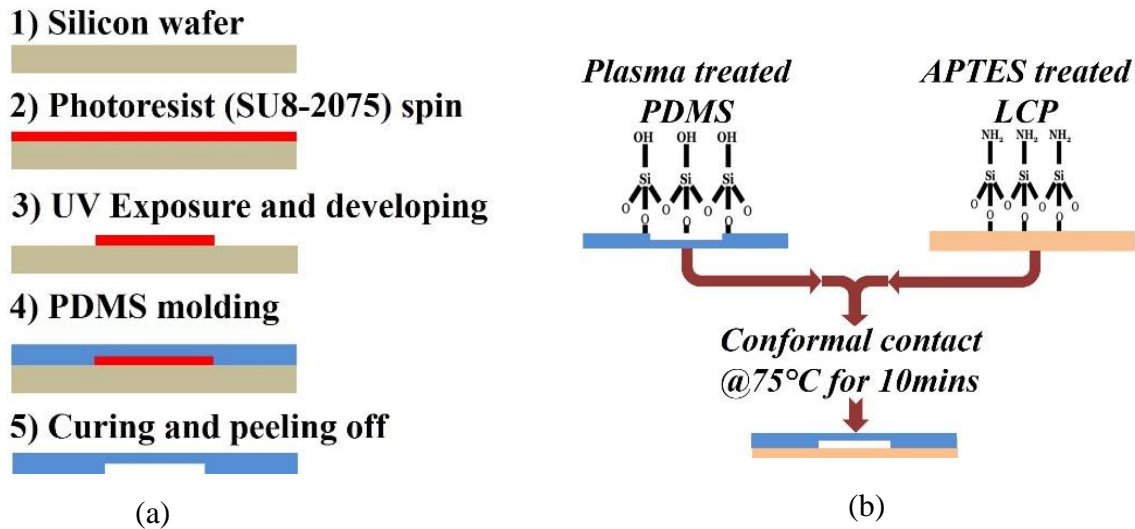 1) Silicon wafer
2) Photoresist (SU8-2075) spin
3) UV Exposure and developing
4) PDMS molding
5) Curing and peeling off
(a)
Plasma treated
PDMS
OH OH OH
Si Si Si
O O O O
O O O
APTES treated
LCP
NH₂ NH₂ NH₂
Si Si Si
O O O O
O O O
Conformal contact
@75°C for 10mins
(b)